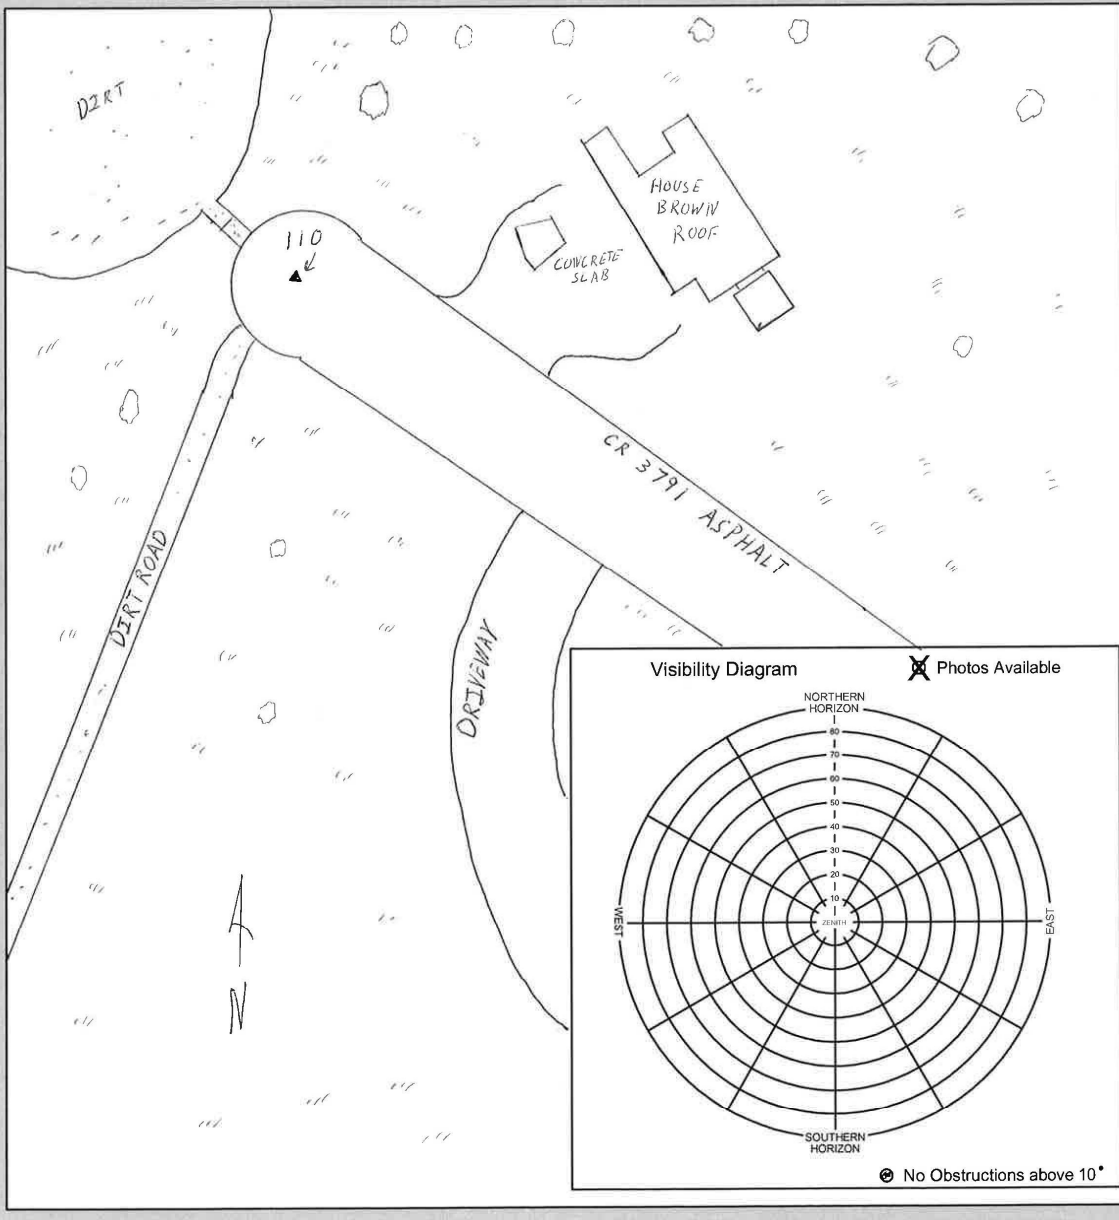 DIRT
110
HOUSE
BROWN
ROOF
CONCRETE
SLAB
CR 3791 ASPHALT
DIRT ROAD
DRIVEWAY
N
Visibility Diagram
Photos Available
NORTHERN
HORIZON
80
70
60
50
40
30
20
10
ZENITH
WEST
EAST
SOUTHERN
HORIZON
No Obstructions above 10°